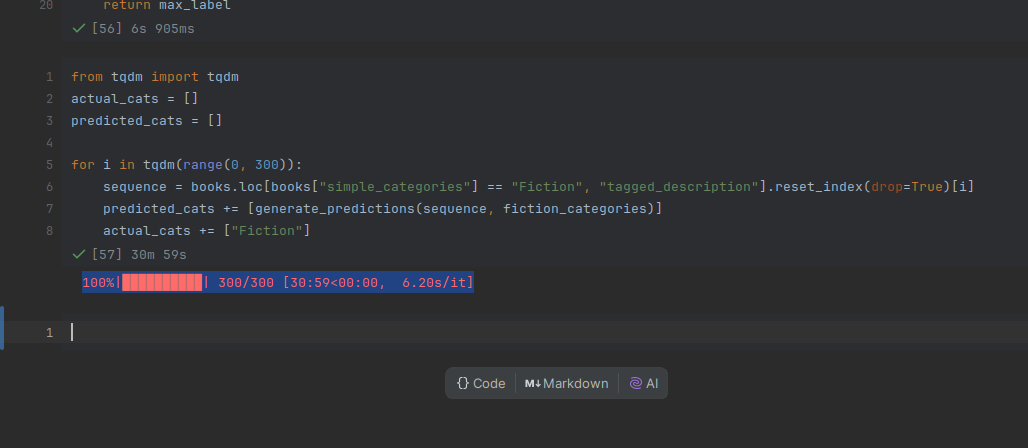 20 return max_label
[56] 6s 905ms
1 from tqdm import tqdm
2 actual_cats = []
3 predicted_cats = []
4
5 for i in tqdm(range(0, 300)):
6 sequence = books.loc[books["simple_categories"] == "Fiction", "tagged_description"].reset_index(drop=True)[i]
7 predicted_cats += [generate_predictions(sequence, fiction_categories)]
8 actual_cats += ["Fiction"]
[57] 30m 59s
100%|██████████| 300/300 [30:59<00:00,  6.20s/it]
1
{} Code M↓ Markdown AI